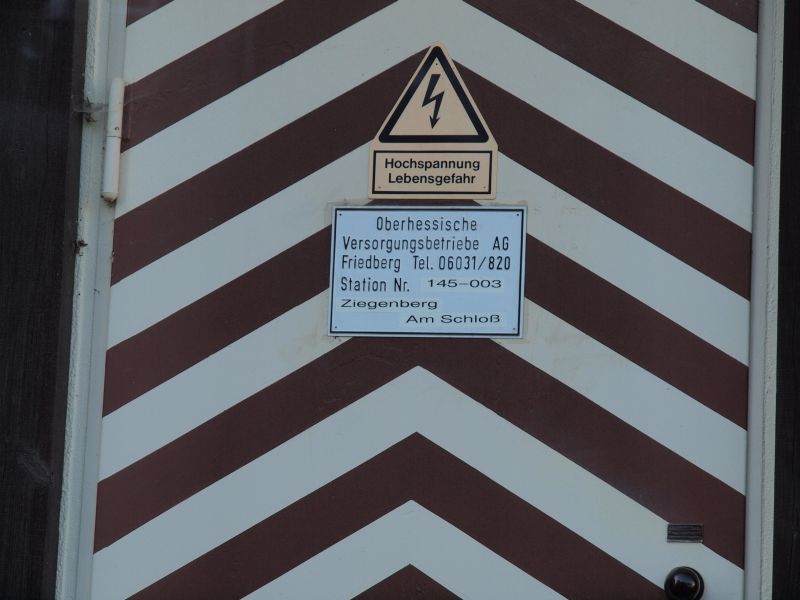 Hochspannung
Lebensgefahr
Oberhessische
Versorgungsbetriebe AG
Friedberg Tel. 06031/820
Station Nr. 145-003
Ziegenberg
Am Schloß